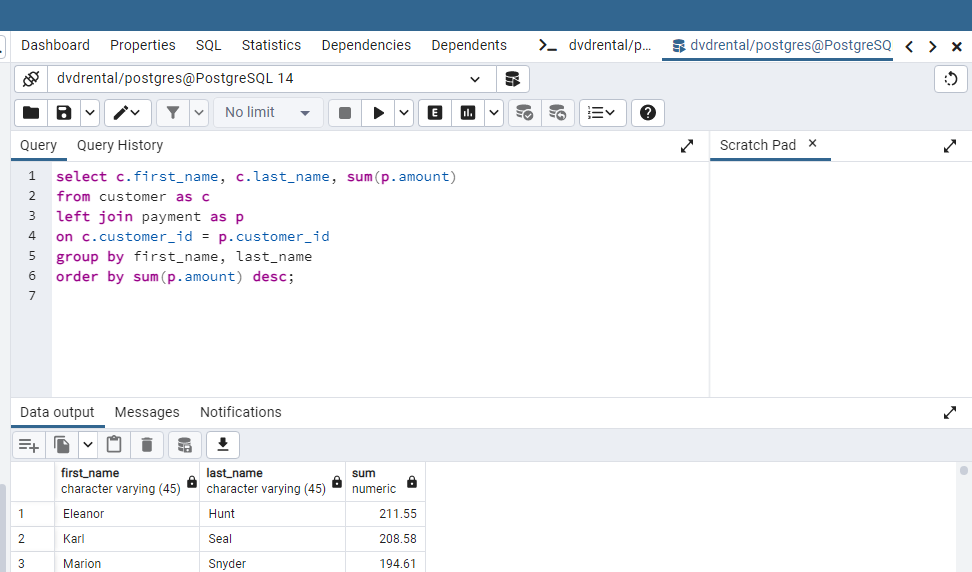 Dashboard Properties SQL Statistics Dependencies Dependents dvdrental/p... dvdrental/postgres@PostgreSQ
dvdrental/postgres@PostgreSQL 14
No limit E
Query Query History Scratch Pad
1 select c.first_name, c.last_name, sum(p.amount)
2 from customer as c
3 left join payment as p
4 on c.customer_id = p.customer_id
5 group by first_name, last_name
6 order by sum(p.amount) desc;
7
Data output Messages Notifications
first_name last_name sum
character varying (45) character varying (45) numeric
1 Eleanor Hunt 211.55
2 Karl Seal 208.58
3 Marion Snyder 194.61